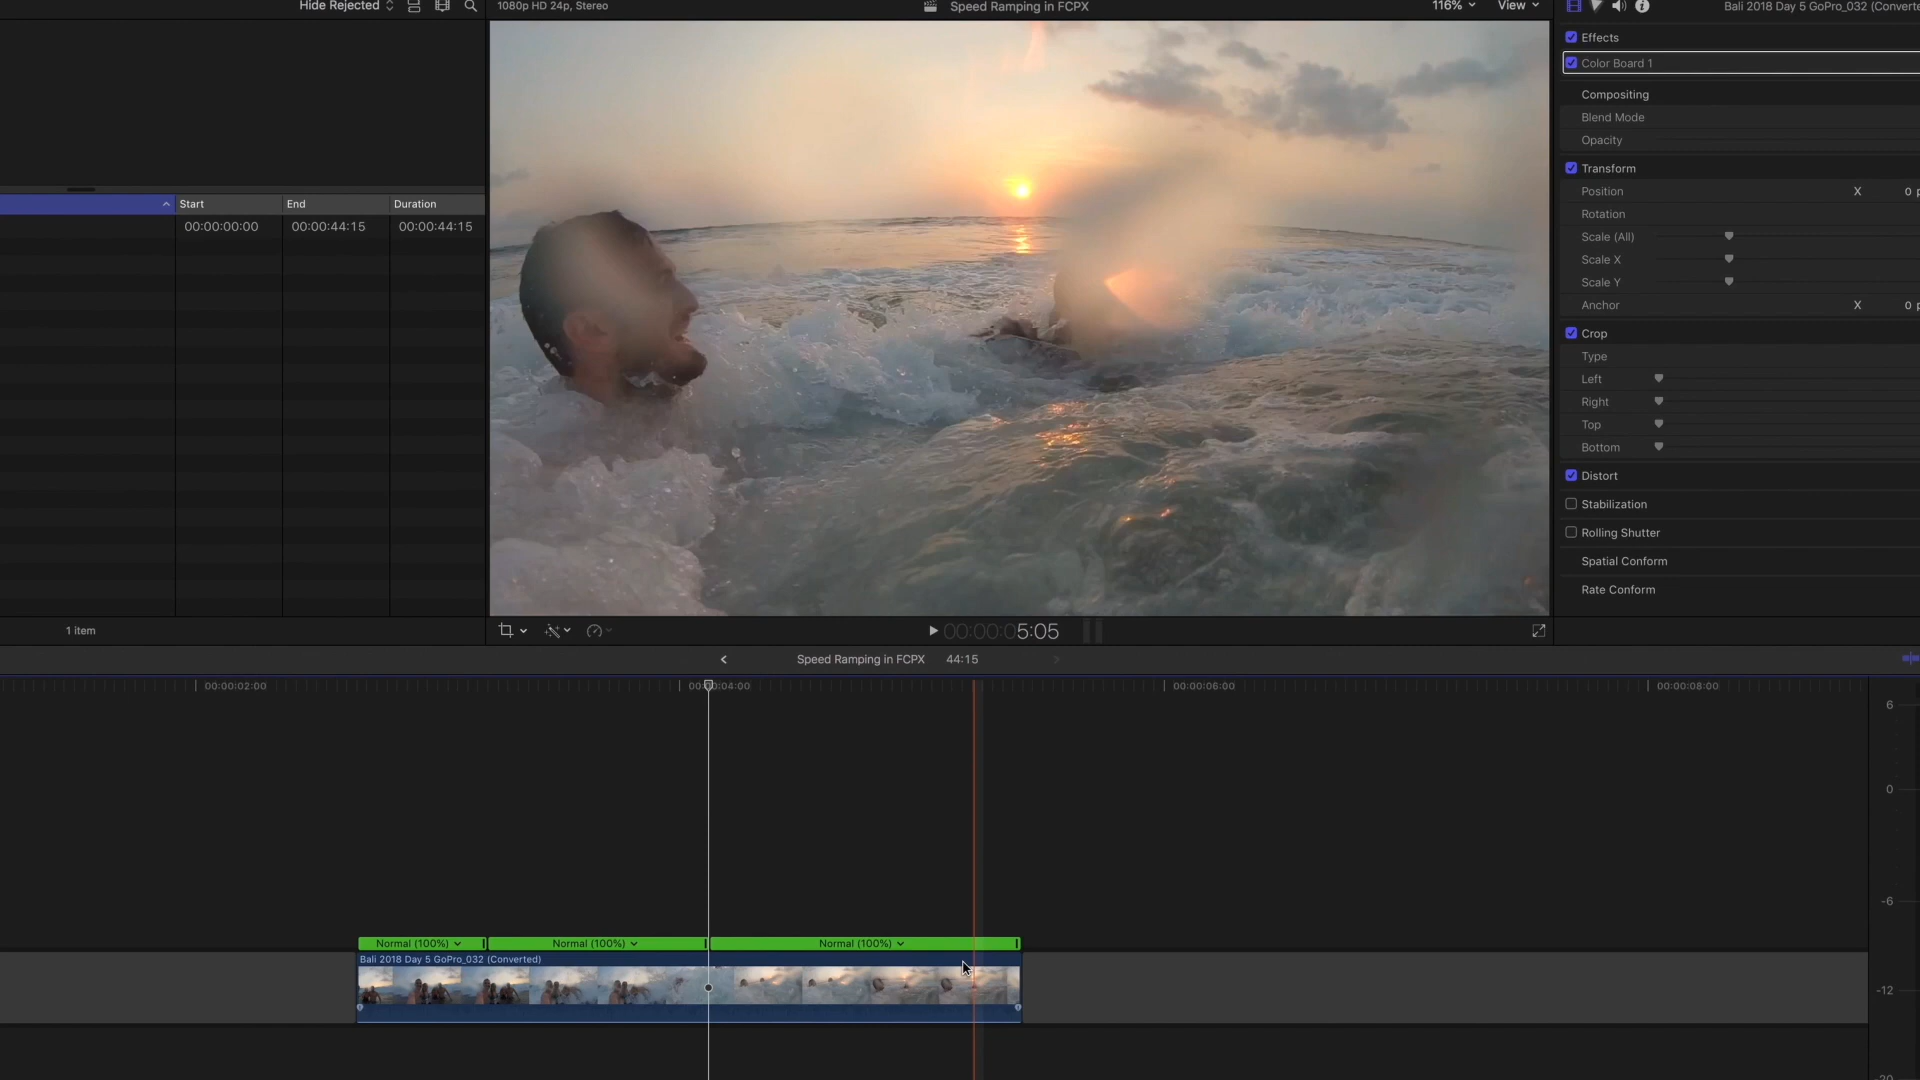 Hide Rejected
1080p HD 24p, Stereo
Speed Ramping in FCPX
116%
View
Bali 2018 Day 5 GoPro_032 (Converte
Effects
Color Board 1
Compositing
Blend Mode
Opacity
Transform
Position X 0 p
Rotation
Scale (All)
Scale X
Scale Y
Anchor X 0 p
Crop
Type
Left
Right
Top
Bottom
Distort
Stabilization
Rolling Shutter
Spatial Conform
Rate Conform
Start End Duration
00:00:00:00 00:00:44:15 00:00:44:15
1 item
00:00:05:05
Speed Ramping in FCPX 44:15
00:00:02:00 00:00:04:00 00:00:06:00 00:00:08:00
6
0
-6
-12
Normal (100%) Normal (100%) Normal (100%)
Bali 2018 Day 5 GoPro_032 (Converted)